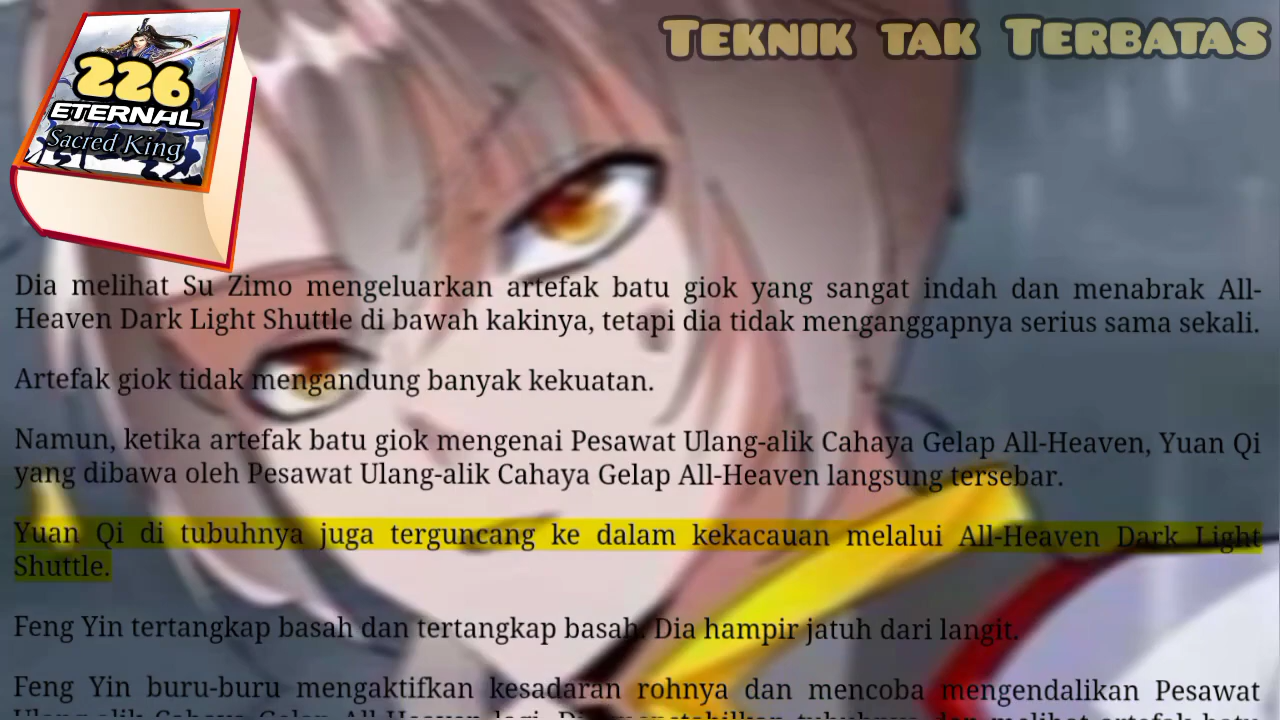 TEKNIK TAK TERBATAS
226
ETERNAL
Sacred King
Dia melihat Su Zimo mengeluarkan artefak batu giok yang sangat indah dan menabrak All-
Heaven Dark Light Shuttle di bawah kakinya, tetapi dia tidak menganggapnya serius sama sekali.
Artefak giok tidak mengandung banyak kekuatan.
Namun, ketika artefak batu giok mengenai Pesawat Ulang-alik Cahaya Gelap All-Heaven, Yuan Qi
yang dibawa oleh Pesawat Ulang-alik Cahaya Gelap All-Heaven langsung tersebar.
Yuan Qi di tubuhnya juga terguncang ke dalam kekacauan melalui All-Heaven Dark Light
Shuttle.
Feng Yin tertangkap basah dan tertangkap basah. Dia hampir jatuh dari langit.
Feng Yin buru-buru mengaktifkan kesadaran rohnya dan mencoba mengendalikan Pesawat